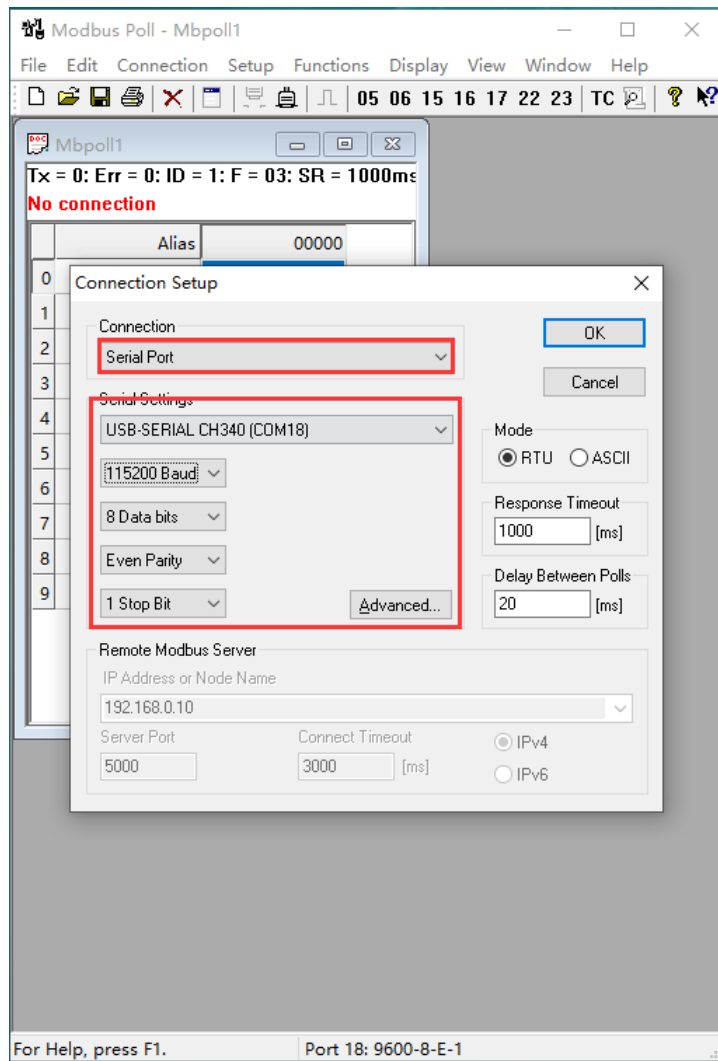 Modbus Poll - Mbpoll1
File Edit Connection Setup Functions Display View Window Help
05 06 15 16 17 22 23 TC
Mbpoll1
Tx = 0: Err = 0: ID = 1: F = 03: SR = 1000ms
No connection
Alias 00000
0
1
2
3
4
5
6
7
8
9
Connection Setup
Connection
Serial Port
OK
Cancel
Serial Settings
USB-SERIAL CH340 (COM18)
115200 Baud
8 Data bits
Even Parity
1 Stop Bit
Advanced...
Mode
RTU ASCII
Response Timeout
1000 [ms]
Delay Between Polls
20 [ms]
Remote Modbus Server
IP Address or Node Name
192.168.0.10
Server Port Connect Timeout
5000 3000 [ms]
IPv4
IPv6
For Help, press F1. Port 18: 9600-8-E-1